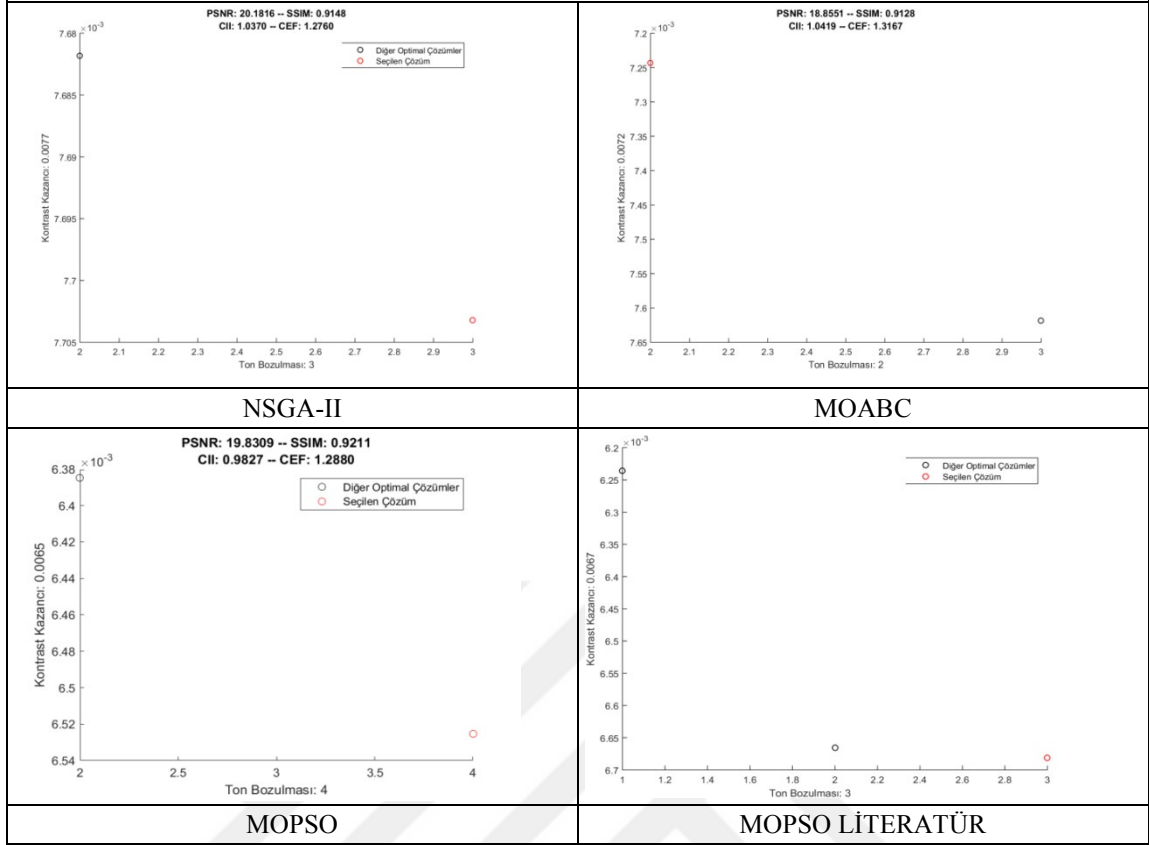 PSNR: 20.1816 -- SSIM: 0.9148
CII: 1.0370 -- CEF: 1.2760
×10⁻³
7.68
7.685
7.69
7.695
7.7
7.705
Kontrast Kazancı: 0.0077
Diğer Optimal Çözümler
Seçilen Çözüm
2 2.1 2.2 2.3 2.4 2.5 2.6 2.7 2.8 2.9 3
Ton Bozulması: 3
NSGA-II
PSNR: 18.8551 -- SSIM: 0.9128
CII: 1.0419 -- CEF: 1.3167
×10⁻³
7.2
7.25
7.3
7.35
7.4
7.45
7.5
7.55
7.6
7.65
Kontrast Kazancı: 0.0072
2 2.1 2.2 2.3 2.4 2.5 2.6 2.7 2.8 2.9 3
Ton Bozulması: 2
MOABC
PSNR: 19.8309 -- SSIM: 0.9211
CII: 0.9827 -- CEF: 1.2880
×10⁻³
6.38
6.4
6.42
6.44
6.46
6.48
6.5
6.52
6.54
Kontrast Kazancı: 0.0065
Diğer Optimal Çözümler
Seçilen Çözüm
2 2.5 3 3.5 4
Ton Bozulması: 4
MOPSO
×10⁻³
6.2
6.25
6.3
6.35
6.4
6.45
6.5
6.55
6.6
6.65
6.7
Kontrast Kazancı: 0.0067
Diğer Optimal Çözümler
Seçilen Çözüm
1 1.2 1.4 1.6 1.8 2 2.2 2.4 2.6 2.8 3
Ton Bozulması: 3
MOPSO LİTERATÜR